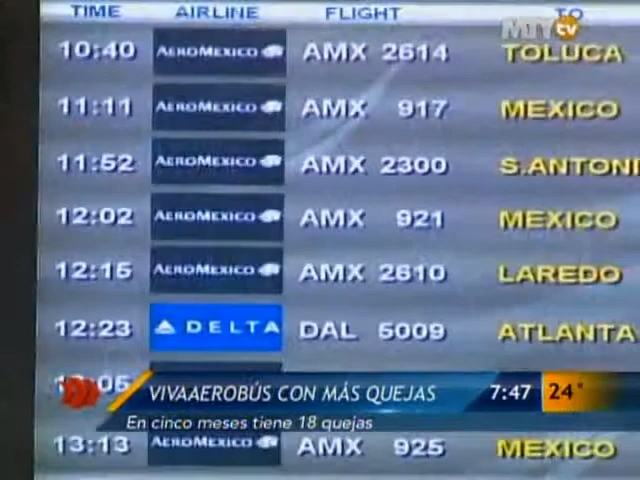 TIME AIRLINE FLIGHT TO
MTYtv
10:40 AEROMEXICO AMX 2614 TOLUCA
11:11 AEROMEXICO AMX 917 MEXICO
11:52 AEROMEXICO AMX 2300 S.ANTONI
12:02 AEROMEXICO AMX 921 MEXICO
12:15 AEROMEXICO AMX 2610 LAREDO
12:23 DELTA DAL 5009 ATLANTA
:05
VIVAAEROBÚS CON MÁS QUEJAS 7:47 24°
En cinco meses tiene 18 quejas
13:13 AEROMEXICO AMX 925 MEXICO